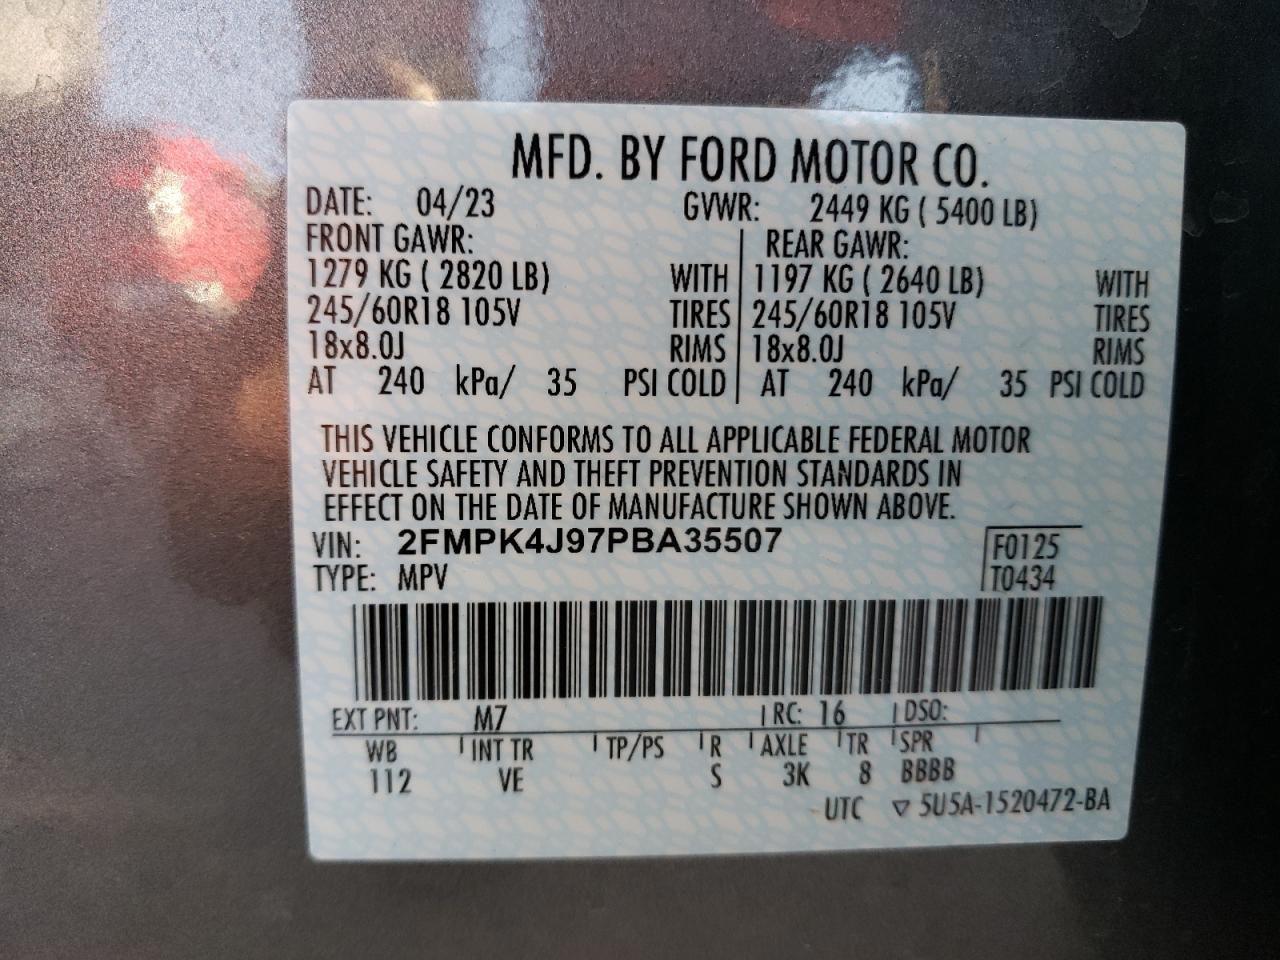 MFD. BY FORD MOTOR CO.
DATE: 04/23 GVWR: 2449 KG ( 5400 LB)
FRONT GAWR: REAR GAWR:
1279 KG ( 2820 LB) WITH 1197 KG ( 2640 LB) WITH
245/60R18 105V TIRES 245/60R18 105V TIRES
18x8.0J RIMS 18x8.0J RIMS
AT 240 kPa/ 35 PSI COLD AT 240 kPa/ 35 PSI COLD
THIS VEHICLE CONFORMS TO ALL APPLICABLE FEDERAL MOTOR
VEHICLE SAFETY AND THEFT PREVENTION STANDARDS IN
EFFECT ON THE DATE OF MANUFACTURE SHOWN ABOVE.
VIN: 2FMPK4J97PBA35507 F0125
TYPE: MPV T0434
EXT PNT: M7 RC: 16 DSO:
WB INT TR TP/PS R AXLE TR SPR
112 VE S 3K 8 BBBB
UTC ▽ 5U5A-1520472-BA